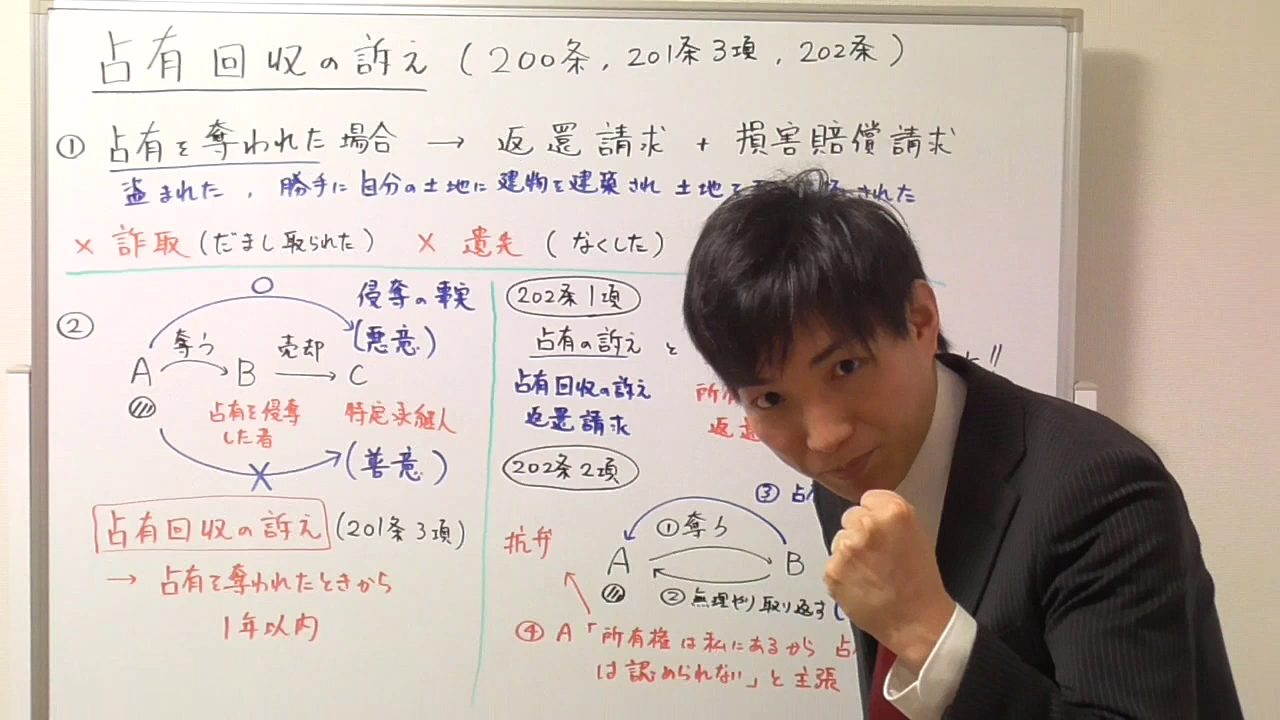 占有回収の訴え (200条, 201条3項, 202条)
① 占有を奪われた場合 → 返還請求 + 損害賠償請求
盗まれた, 勝手に自分の土地に建物を建築され 土地を
された
× 詐取 (だまし取られた) × 遺失 (なくした)
②
○
侵奪の事実
(悪意)
奪う
売却
A B C
占有を侵奪
した者
特定承継人
×
(善意)
占有回収の訴え (201条3項)
→ 占有を奪われたときから
1年以内
202条1項
占有の訴え と
占有回収の訴え
返還請求
202条2項
③ 占
①奪う
抗弁
A B
②無理やり取り返す
④ A「所有権は私にあるから 占
は認められない」と主張